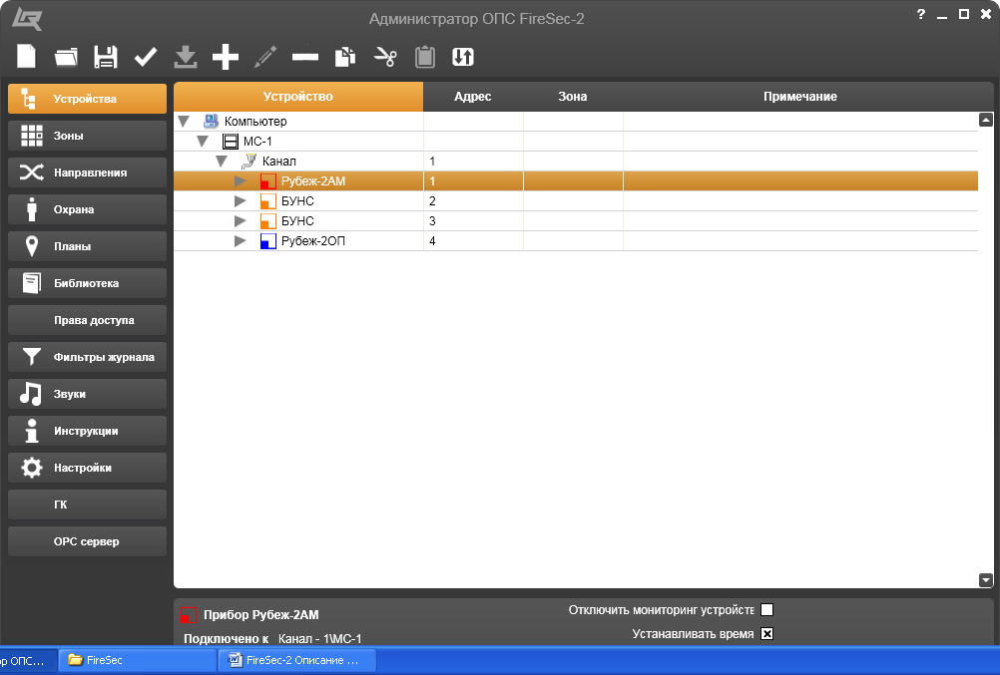 Администратор ОПС FireSec-2
?
Устройства
Зоны
Направления
Охрана
Планы
Библиотека
Права доступа
Фильтры журнала
Звуки
Инструкции
Настройки
ГК
ОРС сервер
Устройство Адрес Зона Примечание
Компьютер
МС-1
Канал 1
Рубеж-2АМ 1
БУНС 2
БУНС 3
Рубеж-2ОП 4
Прибор Рубеж-2АМ
Подключено к Канал - 1\МС-1
Отключить мониторинг устройств
Устанавливать время
ор ОПС... FireSec FireSec-2 Описание ...